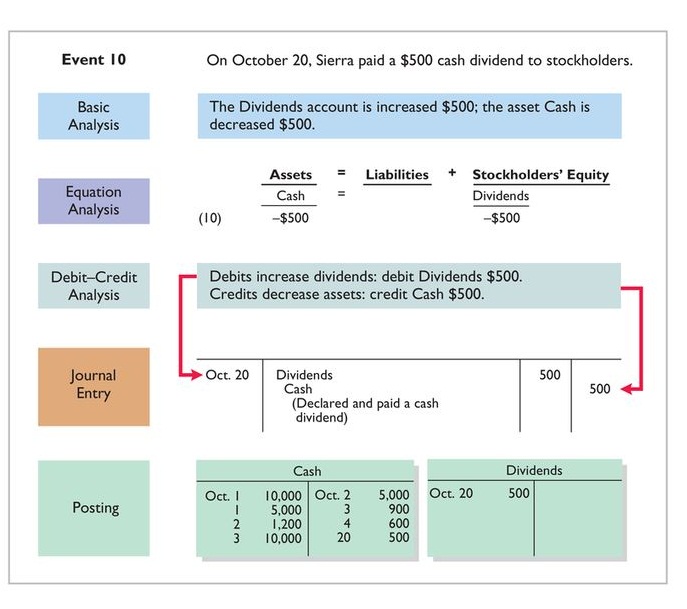 Event 10 On October 20, Sierra paid a $500 cash dividend to stockholders.
Basic
Analysis
The Dividends account is increased $500; the asset Cash is
decreased $500.
Equation
Analysis
Assets = Liabilities + Stockholders' Equity
Cash = Dividends
(10) –$500 –$500
Debit–Credit
Analysis
Debits increase dividends: debit Dividends $500.
Credits decrease assets: credit Cash $500.
Journal
Entry
Oct. 20 Dividends 500
Cash 500
(Declared and paid a cash
dividend)
Posting
Cash
Oct. 1 10,000 Oct. 2 5,000
1 5,000 3 900
2 1,200 4 600
3 10,000 20 500
Dividends
Oct. 20 500